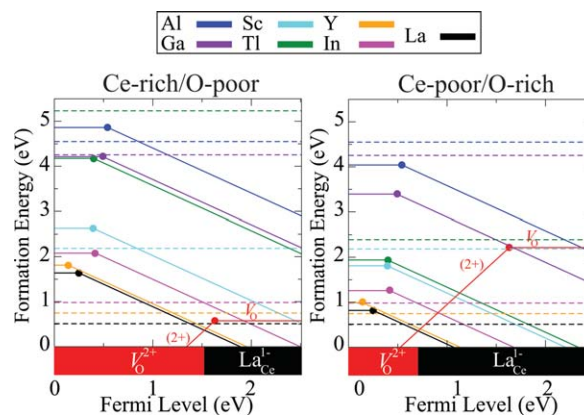 Al Sc Y La
Ga Tl In
Ce-rich/O-poor
Ce-poor/O-rich
Formation Energy (eV)
5
4
3
2
1
0
V_O
(2+)
V_O^2+
La_Ce^1-
0 1 2
Fermi Level (eV)
Formation Energy (eV)
5
4
3
2
1
0
(2+)
V_O
V_O^2+
La_Ce^1-
0 1 2
Fermi Level (eV)